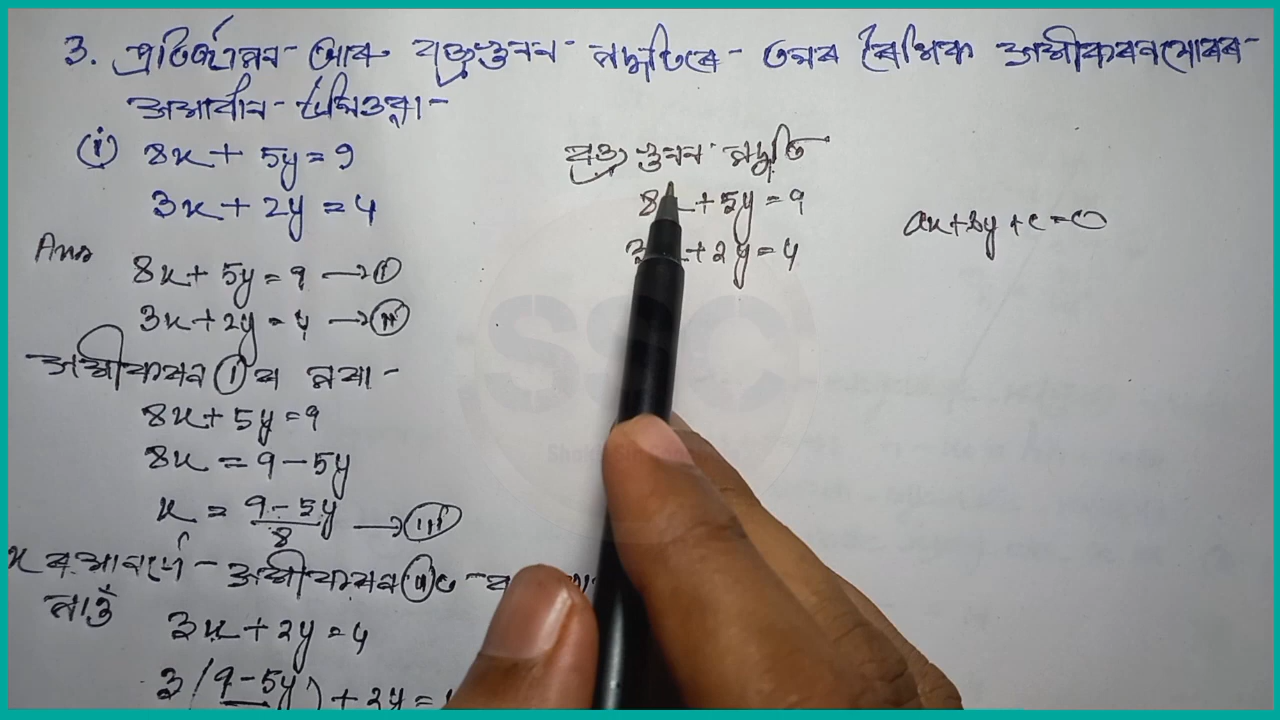 3. প্ৰতিস্থাপন আৰু বজ্ৰগুণন পদ্ধতিৰে তলৰ ৰৈখিক সমীকৰণযোৰৰ
সমাধান উলিওৱা-
(i) 8x + 5y = 9
3x + 2y = 4
Ans
8x + 5y = 9 → (i)
3x + 2y = 4 → (ii)
সমীকৰণ (i) ৰ পৰা -
8x + 5y = 9
8x = 9 - 5y
x = (9 - 5y)/8 → (iii)
x ৰ মান সমীকৰণ (ii) ত
পাওঁ
3x + 2y = 4
3(9 - 5y) + 2y =
বজ্ৰ গুণন পদ্ধতি
8x + 5y = 9
3x + 2y = 4
ax + by + c = 0
SSC